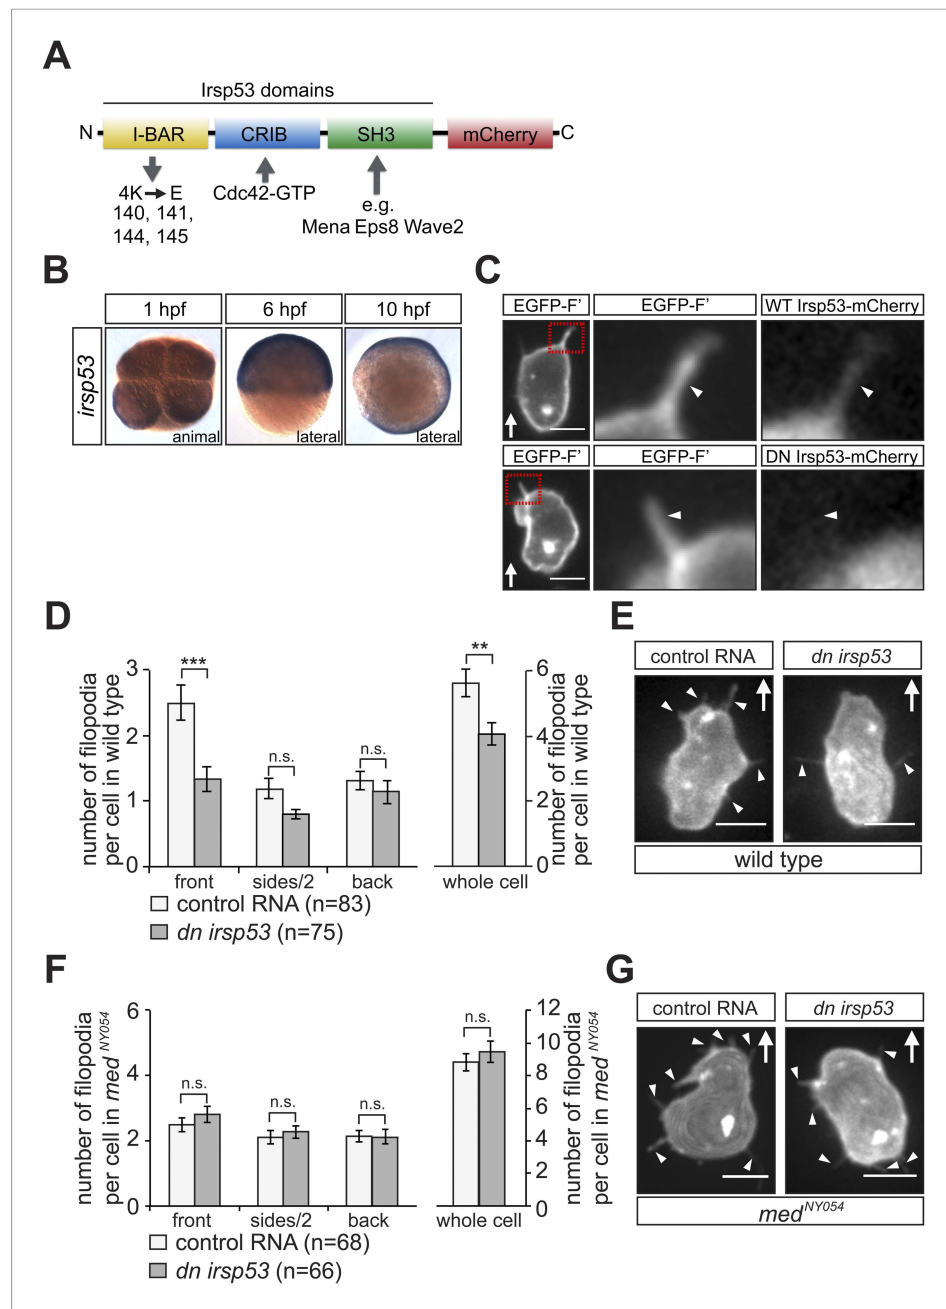 A
Irsp53 domains
N I-BAR CRIB SH3 mCherry C
4K E
140, 141,
144, 145
Cdc42-GTP
e.g.
Mena Eps8 Wave2
B
1 hpf 6 hpf 10 hpf
irsp53
animal lateral lateral
C
EGFP-F' EGFP-F' WT Irsp53-mCherry
EGFP-F' EGFP-F' DN Irsp53-mCherry
D
number of filopodia
per cell in wild type
3
2
1
0
***
n.s.
n.s.
**
6
4
2
0
number of filopodia
per cell in wild type
front sides/2 back whole cell
control RNA (n=83)
dn irsp53 (n=75)
E
control RNA dn irsp53
wild type
F
number of filopodia
per cell in med NY054
6
4
2
0
n.s.
n.s.
n.s.
n.s.
12
10
8
6
4
2
0
number of filopodia
per cell in med NY054
front sides/2 back whole cell
control RNA (n=68)
dn irsp53 (n=66)
G
control RNA dn irsp53
med NY054